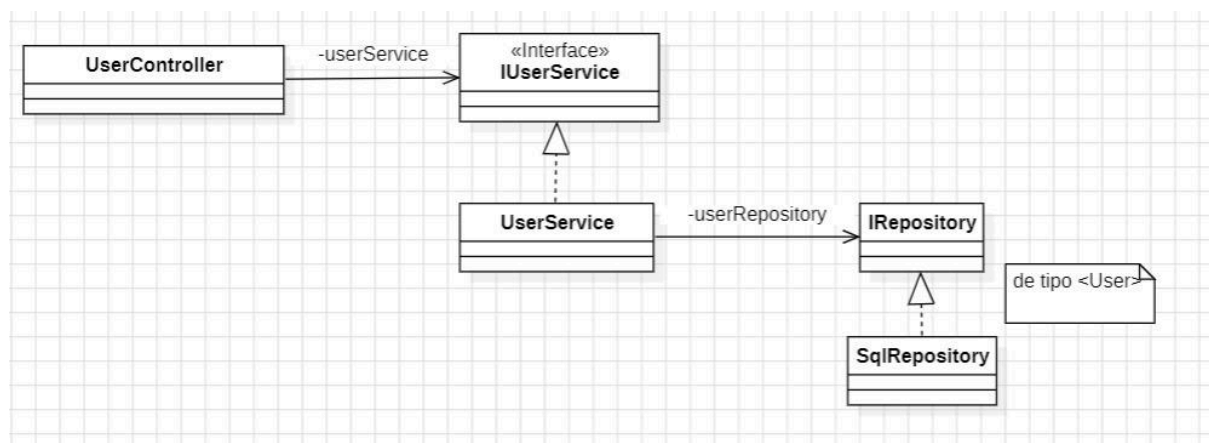 UserController
-userService
«Interface»
IUserService
UserService
-userRepository
IRepository
de tipo <User>
SqlRepository